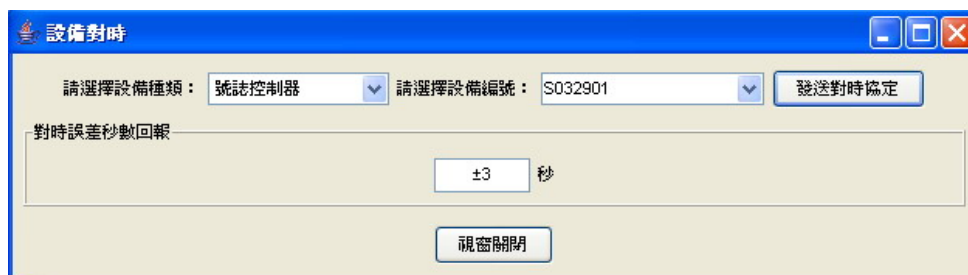 設備對時
請選擇設備種類： 號誌控制器 請選擇設備編號： S032901 發送對時協定
對時誤差秒數回報
±3 秒
視窗關閉